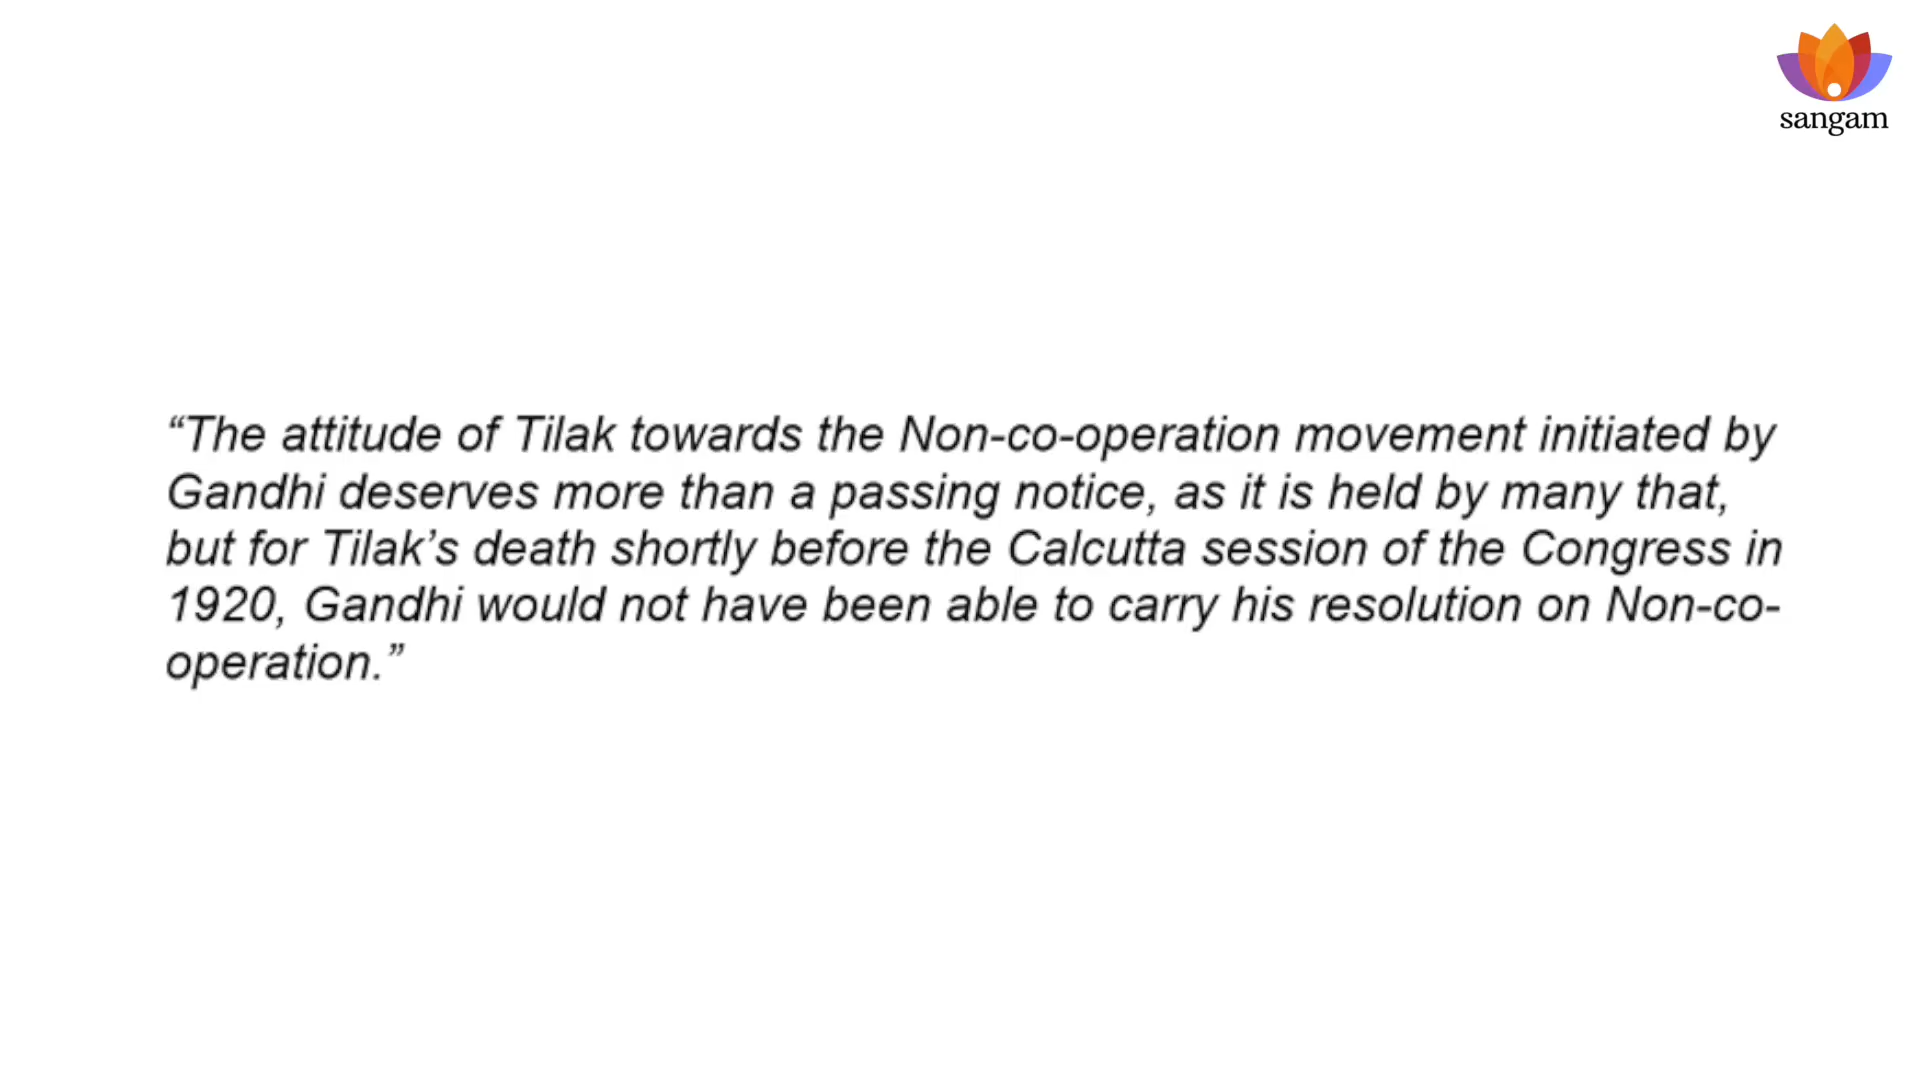 sangam
“The attitude of Tilak towards the Non-co-operation movement initiated by
Gandhi deserves more than a passing notice, as it is held by many that,
but for Tilak’s death shortly before the Calcutta session of the Congress in
1920, Gandhi would not have been able to carry his resolution on Non-co-
operation.”